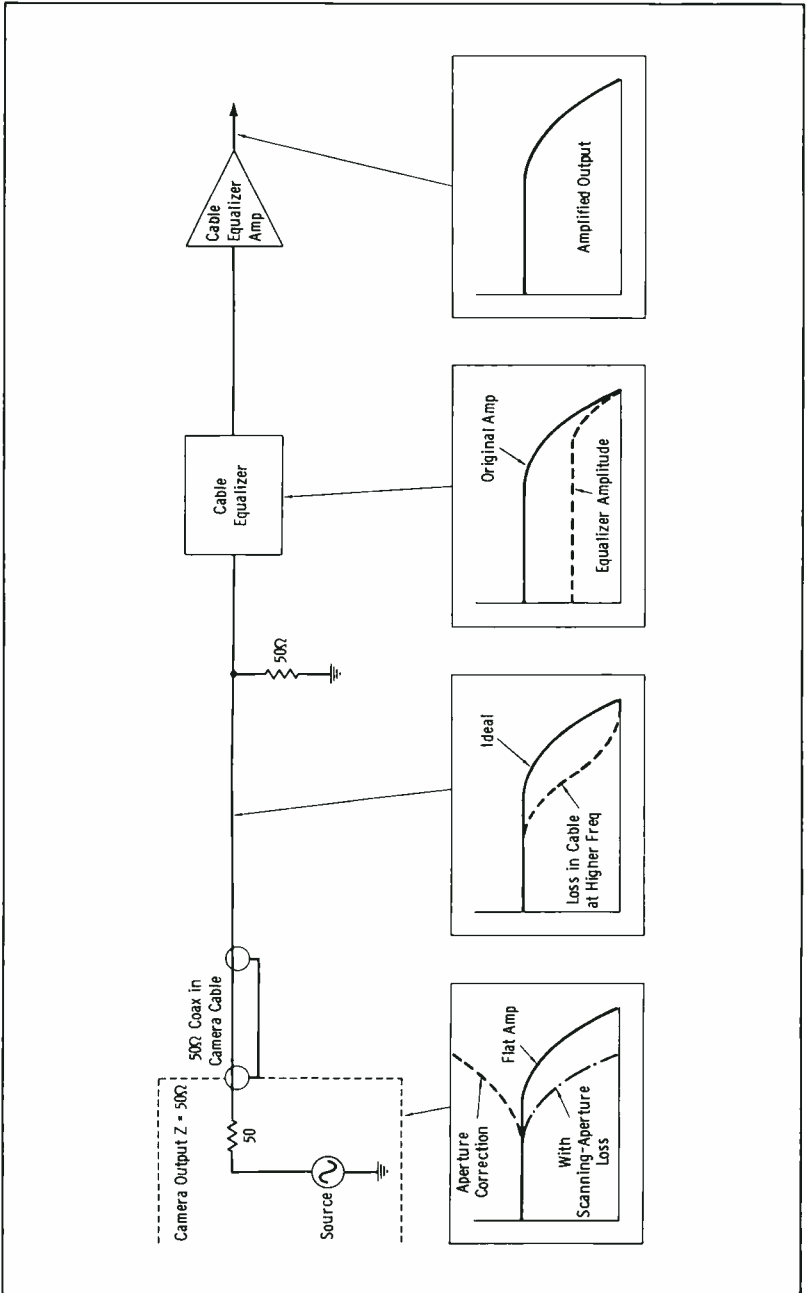 Camera Output Z = 50Ω
50
Source
50Ω Coax in
Camera Cable
50Ω
Cable
Equalizer
Cable
Equalizer
Amp
Aperture
Correction
Flat Amp
With
Scanning-Aperture
Loss
Ideal
Loss in Cable
at Higher Freq
Original Amp
Equalizer Amplitude
Amplified Output